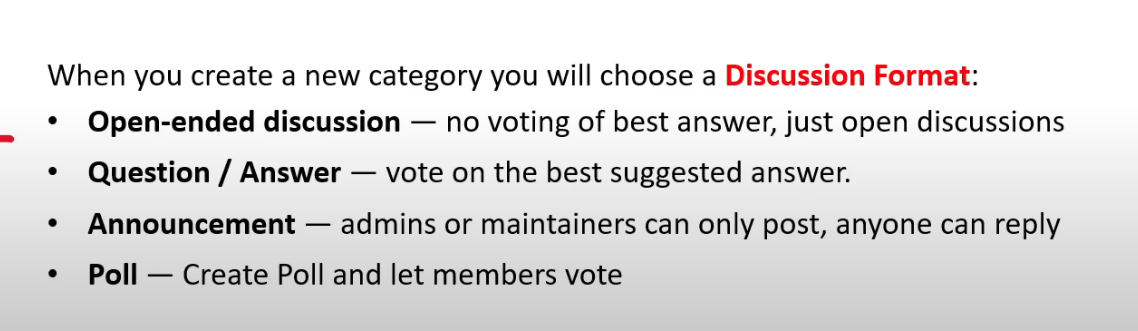 When you create a new category you will choose a Discussion Format:
• Open-ended discussion — no voting of best answer, just open discussions
• Question / Answer — vote on the best suggested answer.
• Announcement — admins or maintainers can only post, anyone can reply
• Poll — Create Poll and let members vote